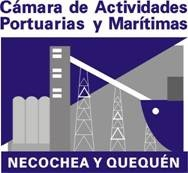 Cámara de Actividades
Portuarias y Marítimas
NECOCHEA Y QUEQUÉN